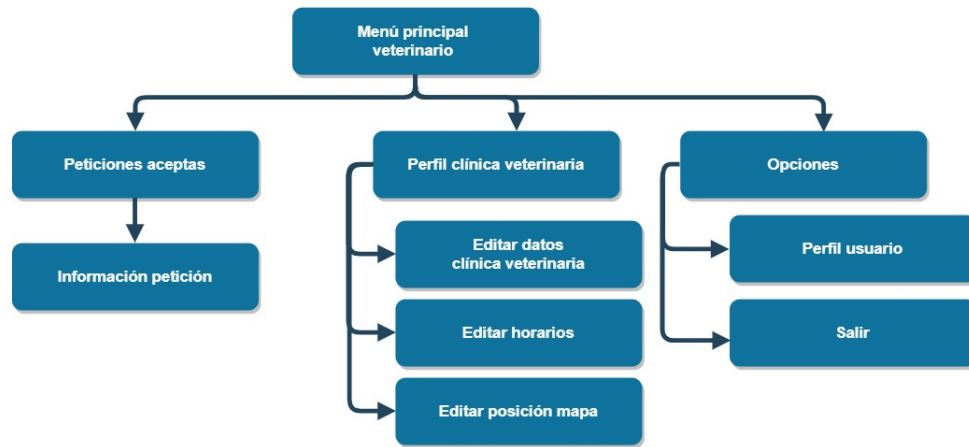 Menú principal
veterinario
Peticiones aceptas
Perfil clínica veterinaria
Opciones
Información petición
Editar datos
clínica veterinaria
Perfil usuario
Editar horarios
Salir
Editar posición mapa